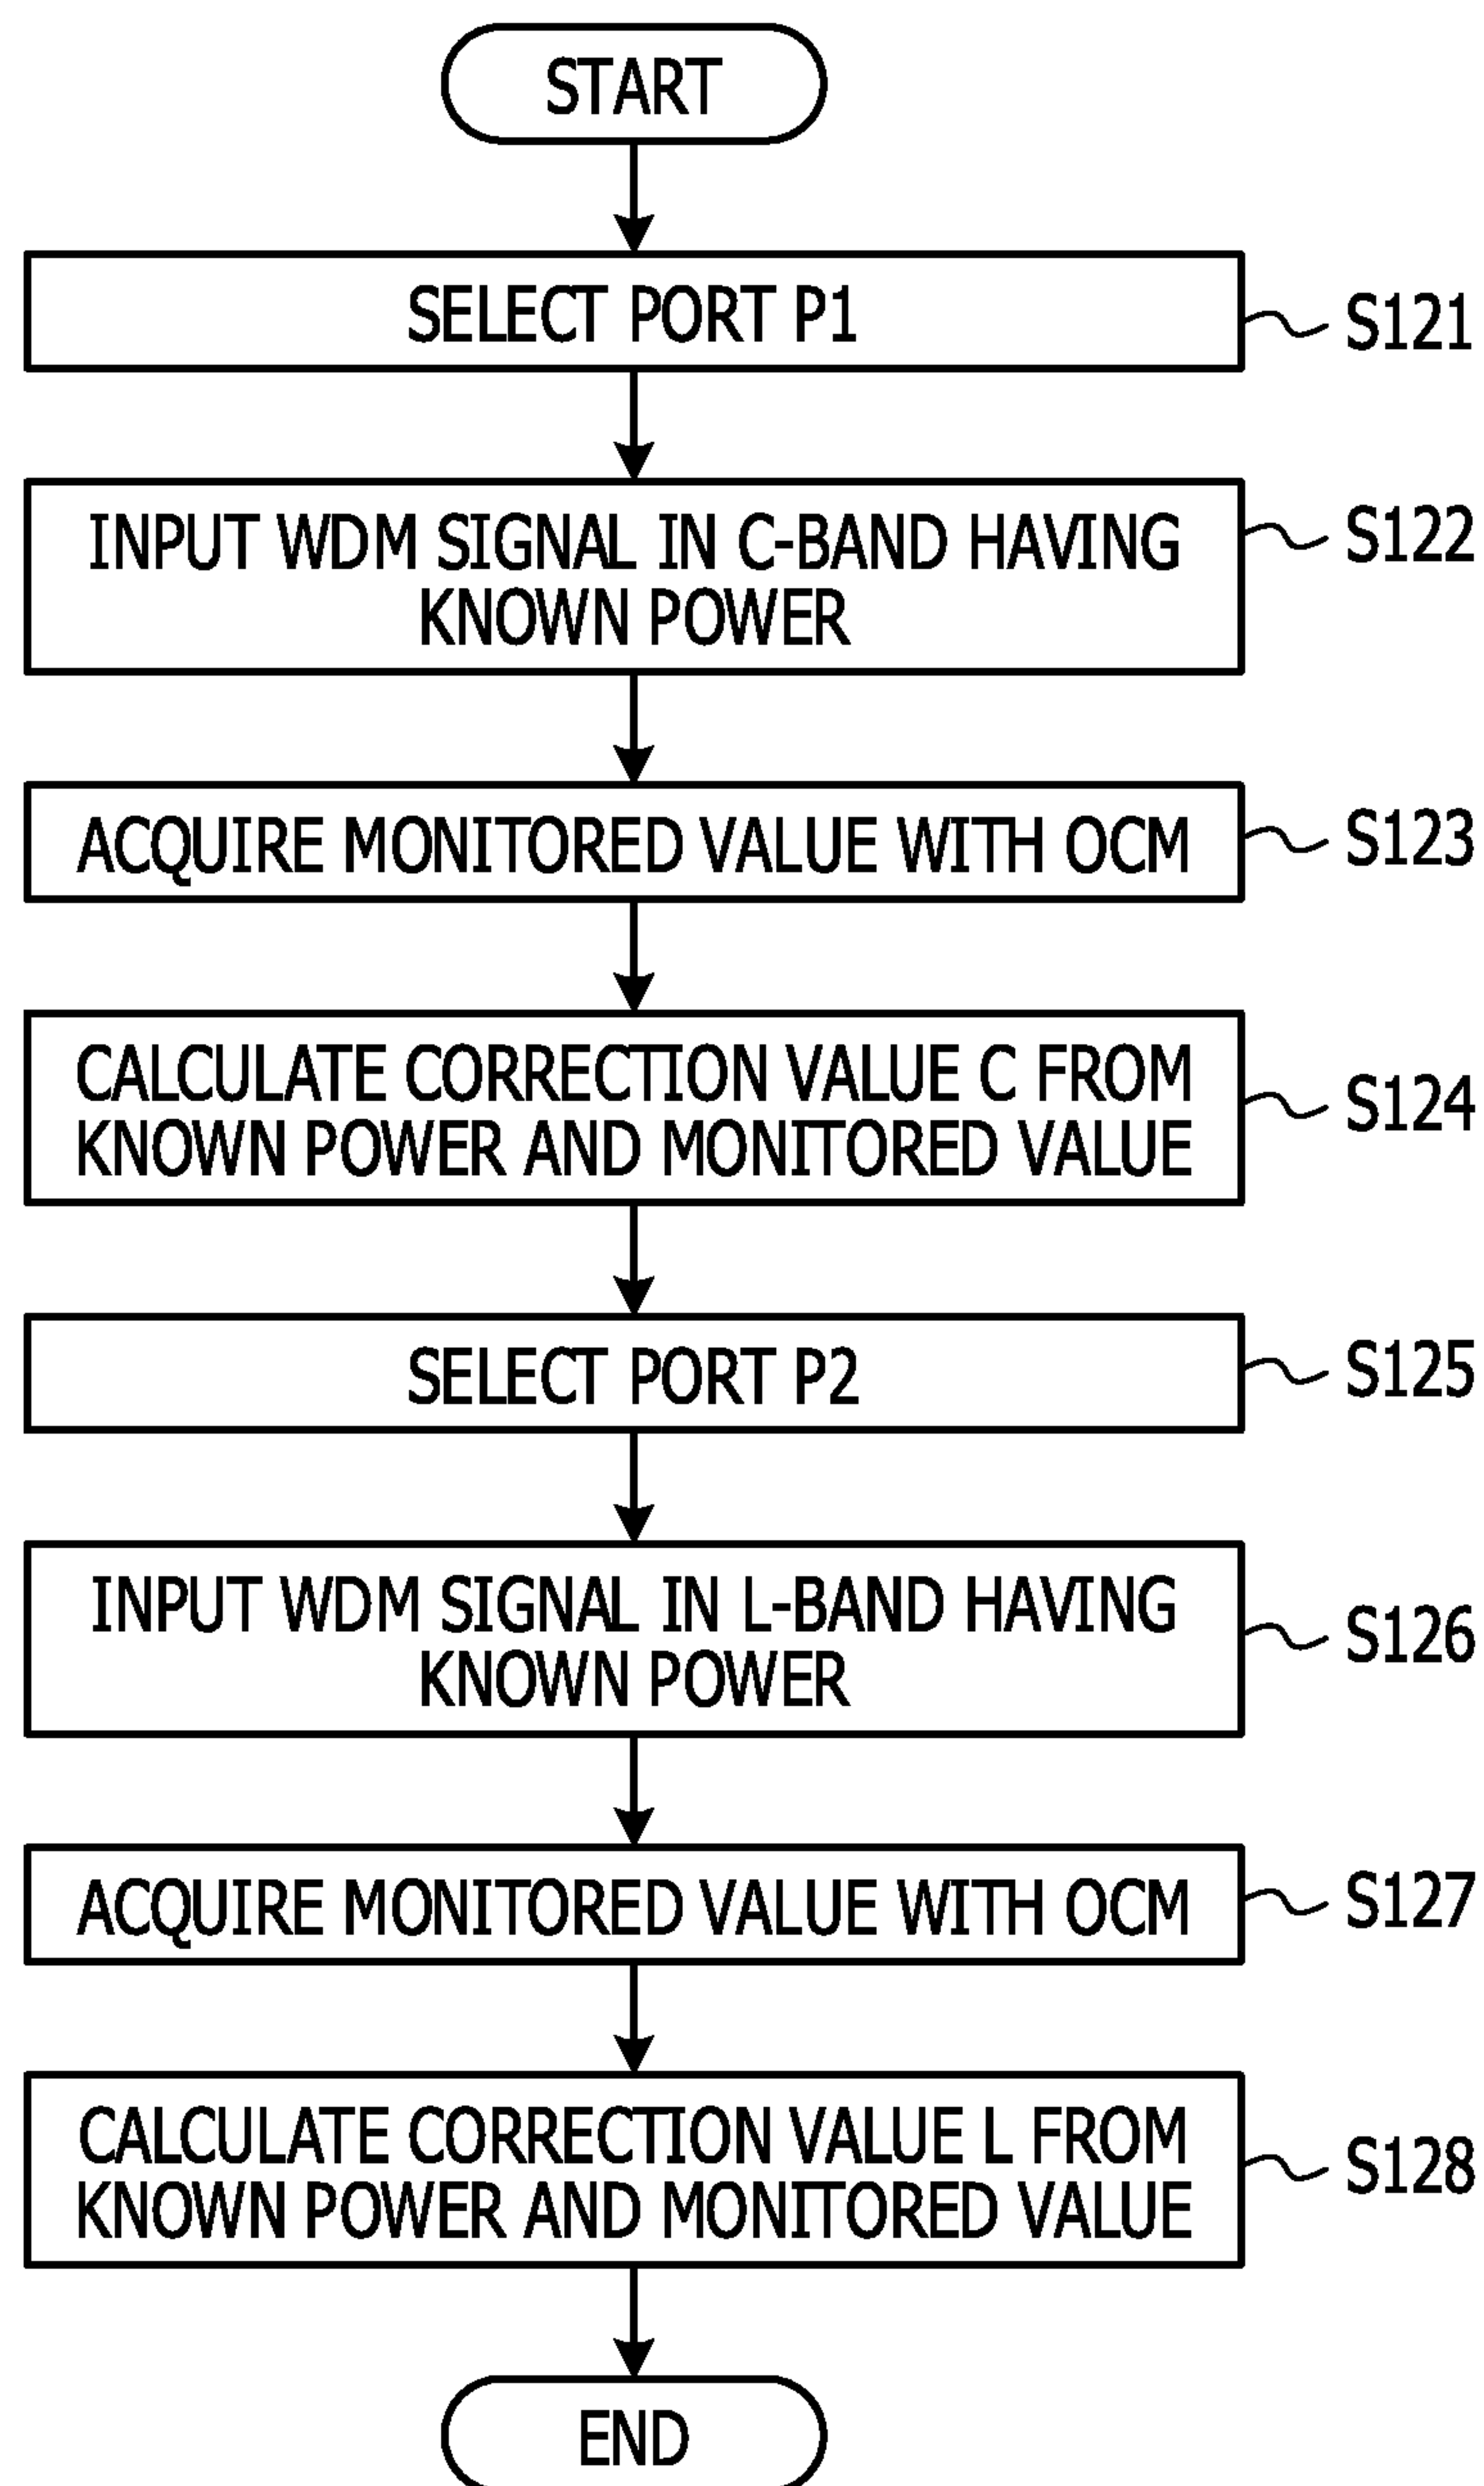 START
SELECT PORT P1
S121
INPUT WDM SIGNAL IN C-BAND HAVING
KNOWN POWER
S122
ACQUIRE MONITORED VALUE WITH OCM
S123
CALCULATE CORRECTION VALUE C FROM
KNOWN POWER AND MONITORED VALUE
S124
SELECT PORT P2
S125
INPUT WDM SIGNAL IN L-BAND HAVING
KNOWN POWER
S126
ACQUIRE MONITORED VALUE WITH OCM
S127
CALCULATE CORRECTION VALUE L FROM
KNOWN POWER AND MONITORED VALUE
S128
END